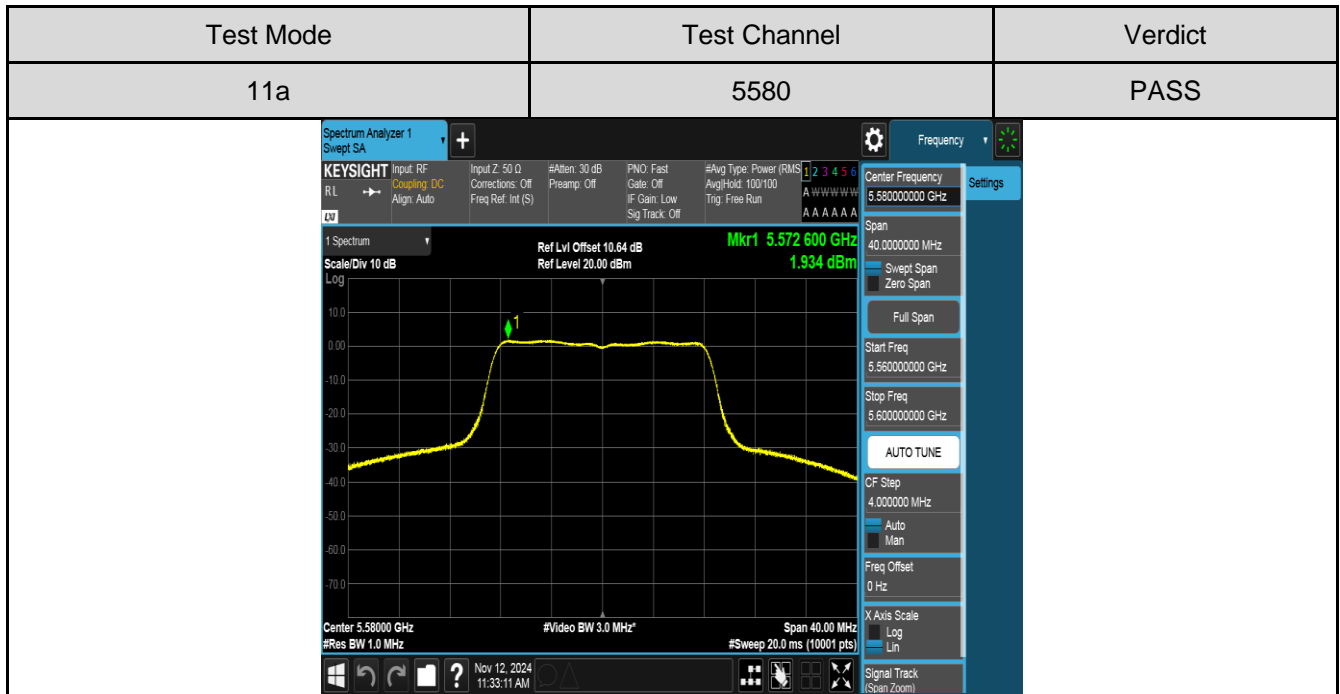 Test Mode Test Channel Verdict
11a 5580 PASS
Spectrum Analyzer 1
Swept SA
+
Frequency
KEYSIGHT Input: RF Input Z: 50 Ω #Atten: 30 dB PNO: Fast #Avg Type: Power (RMS 1 2 3 4 5 6
RL Coupling: DC Corrections: Off Preamp: Off Gate: Off Avg|Hold: 100/100 A W W W W W
Align: Auto Freq Ref: Int (S) IF Gain: Low Trig: Free Run
LXI Sig Track: Off A A A A A A
1 Spectrum Ref Lvl Offset 10.64 dB Mkr1 5.572 600 GHz
Scale/Div 10 dB Ref Level 20.00 dBm 1.934 dBm
Log
10.0
1
0.00
-10.0
-20.0
-30.0
-40.0
-50.0
-60.0
-70.0
Center 5.58000 GHz #Video BW 3.0 MHz* Span 40.00 MHz
#Res BW 1.0 MHz #Sweep 20.0 ms (10001 pts)
?
Nov 12, 2024
11:33:11 AM
Center Frequency
5.580000000 GHz
Settings
Span
40.0000000 MHz
Swept Span
Zero Span
Full Span
Start Freq
5.560000000 GHz
Stop Freq
5.600000000 GHz
AUTO TUNE
CF Step
4.000000 MHz
Auto
Man
Freq Offset
0 Hz
X Axis Scale
Log
Lin
Signal Track
(Span Zoom)